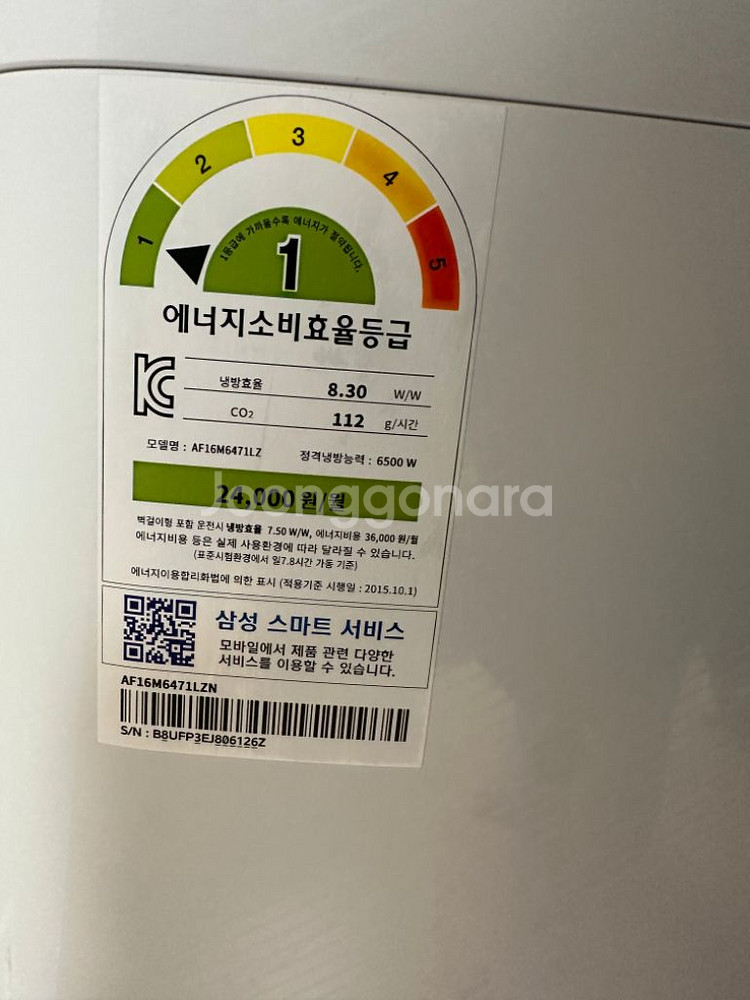 1 2 3 4 5
1등급에 가까울수록 에너지가 절약됩니다.
1
에너지소비효율등급
냉방효율 8.30 W/W
CO₂ 112 g/시간
모델명 : AF16M6471LZ 정격냉방능력 : 6500 W
24,000 원/월
Joonggonara
벽걸이형 포함 운전시 냉방효율 7.50 W/W, 에너지비용 36,000 원/월
에너지비용 등은 실제 사용환경에 따라 달라질 수 있습니다.
(표준시험환경에서 일7.8시간 가동 기준)
에너지이용합리화법에 의한 표시 (적용기준 시행일 : 2015.10.1)
삼성 스마트 서비스
모바일에서 제품 관련 다양한
서비스를 이용할 수 있습니다.
AF16M6471LZN
S/N : B8UFP3EJ806126Z